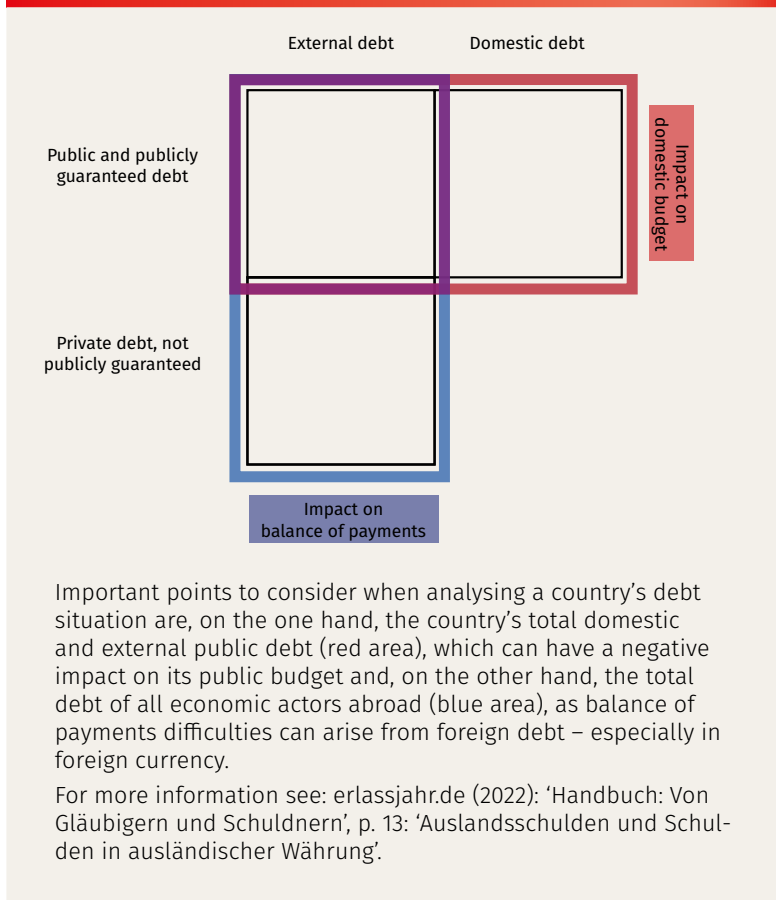 External debt
Domestic debt
Public and publicly
guaranteed debt
Impact on
domestic budget
Private debt, not
publicly guaranteed
Impact on
balance of payments
Important points to consider when analysing a country’s debt
situation are, on the one hand, the country’s total domestic
and external public debt (red area), which can have a negative
impact on its public budget and, on the other hand, the total
debt of all economic actors abroad (blue area), as balance of
payments difficulties can arise from foreign debt – especially in
foreign currency.
For more information see: erlassjahr.de (2022): ‘Handbuch: Von
Gläubigern und Schuldnern’, p. 13: ‘Auslandsschulden und Schul-
den in ausländischer Währung’.